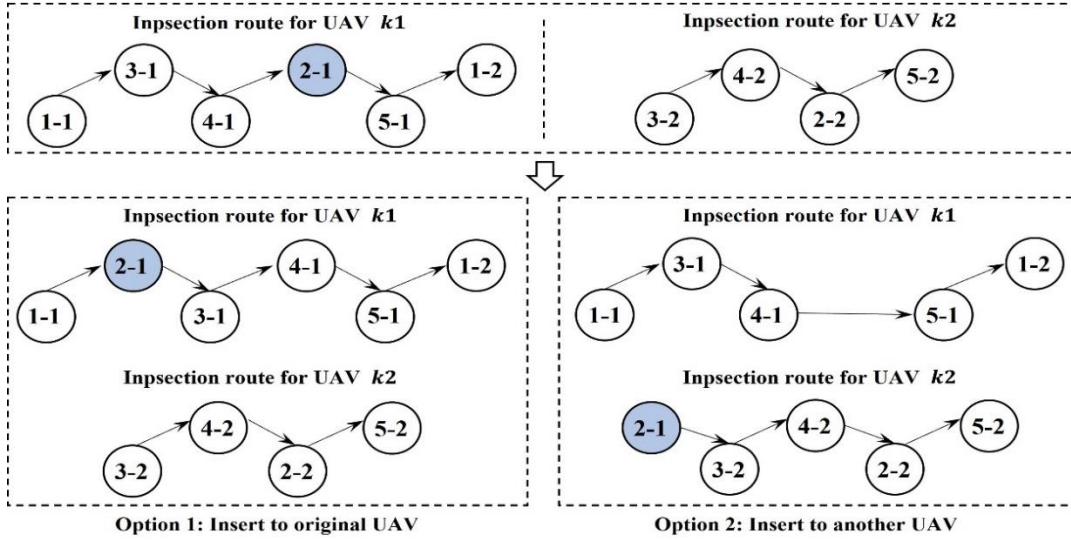 Inpsection route for UAV k1
Inpsection route for UAV k2
3-1 2-1 1-2
1-1 4-1 5-1
4-2 5-2
3-2 2-2
Inpsection route for UAV k1
2-1 4-1 1-2
1-1 3-1 5-1
Inpsection route for UAV k2
4-2 5-2
3-2 2-2
Option 1: Insert to original UAV
Inpsection route for UAV k1
3-1 1-2
1-1 4-1 5-1
Inpsection route for UAV k2
2-1 4-2 5-2
3-2 2-2
Option 2: Insert to another UAV